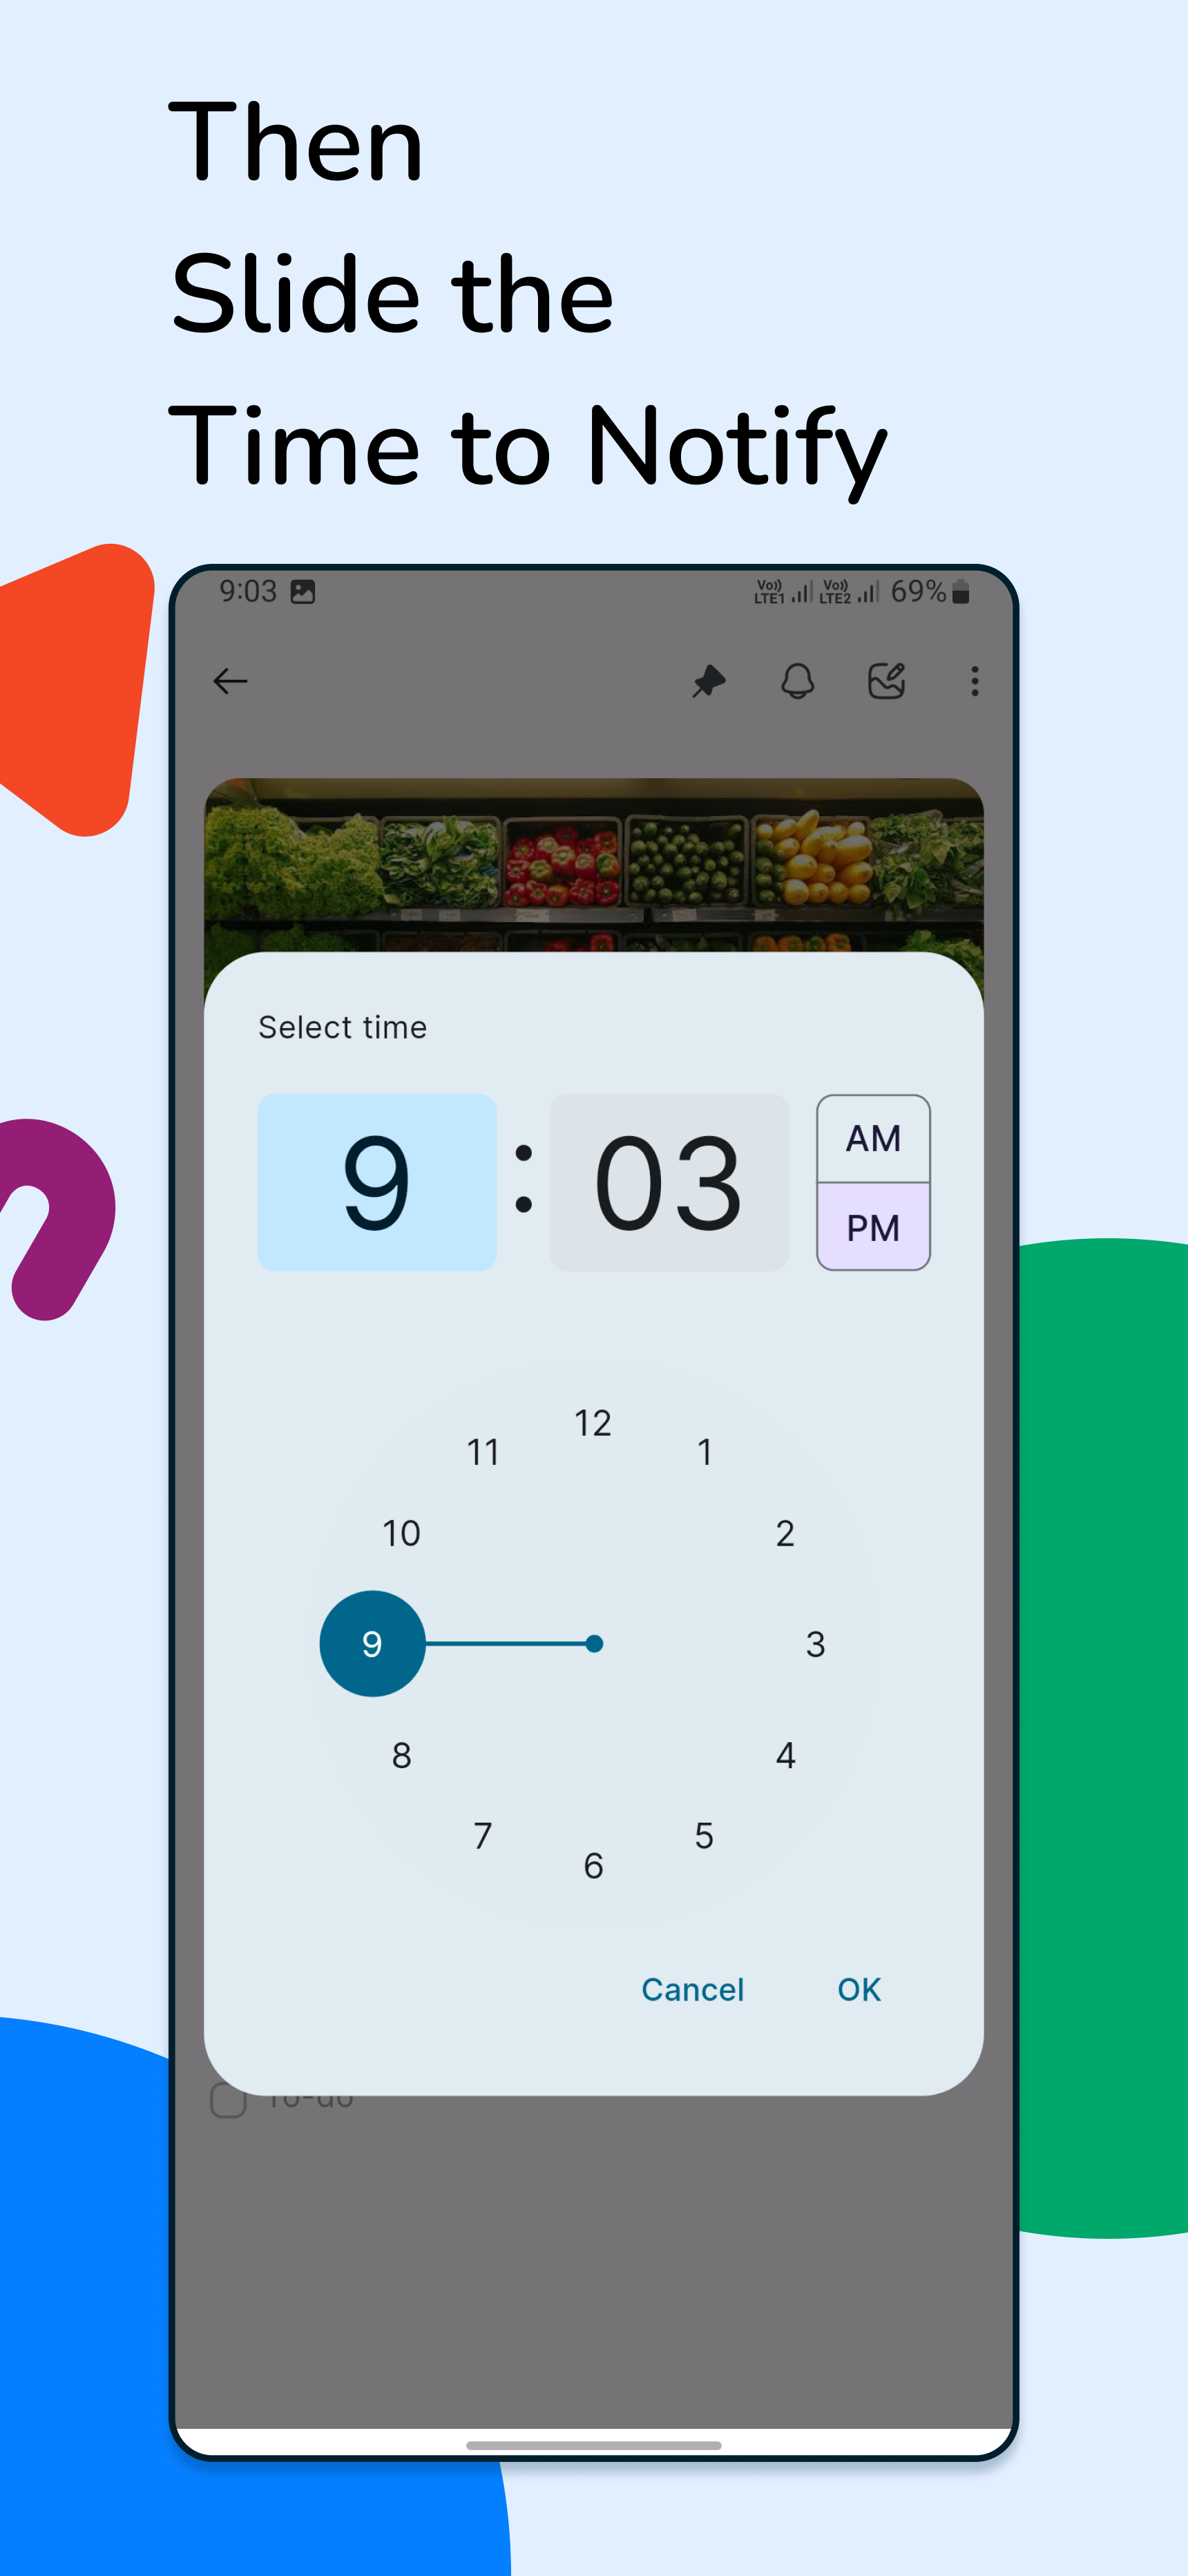 Then
Slide the
Time to Notify
9:03 Vo)) LTE1 Vo)) LTE2 69%
Select time
9 : 03
AM
PM
12
11 1
10 2
9 3
8 4
7 5
6
Cancel OK
To-do